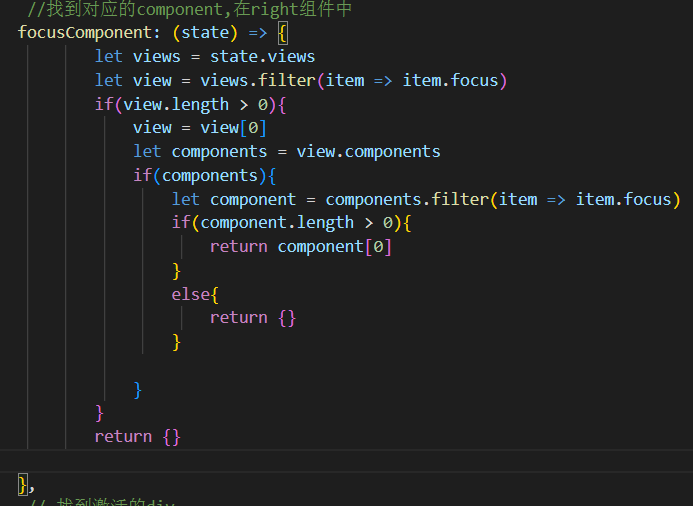 //找到对应的component,在right组件中
focusComponent: (state) => {
let views = state.views
let view = views.filter(item => item.focus)
if(view.length > 0){
view = view[0]
let components = view.components
if(components){
let component = components.filter(item => item.focus)
if(component.length > 0){
return component[0]
}
else{
return {}
}
}
}
return {}
},
// 找到激活的div